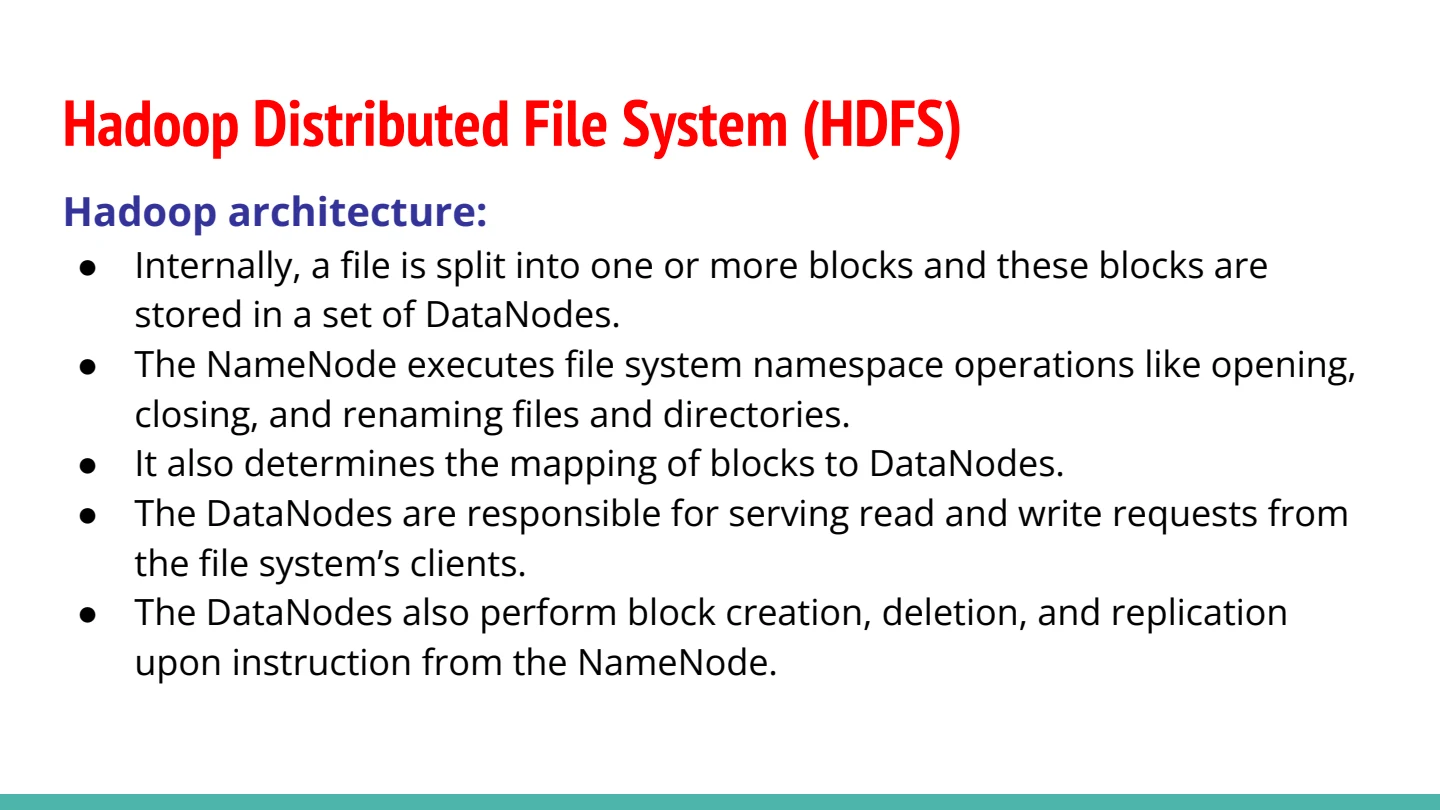 Hadoop Distributed File System (HDFS)
Hadoop architecture:
● Internally, a file is split into one or more blocks and these blocks are
stored in a set of DataNodes.
● The NameNode executes file system namespace operations like opening,
closing, and renaming files and directories.
● It also determines the mapping of blocks to DataNodes.
● The DataNodes are responsible for serving read and write requests from
the file system’s clients.
● The DataNodes also perform block creation, deletion, and replication
upon instruction from the NameNode.